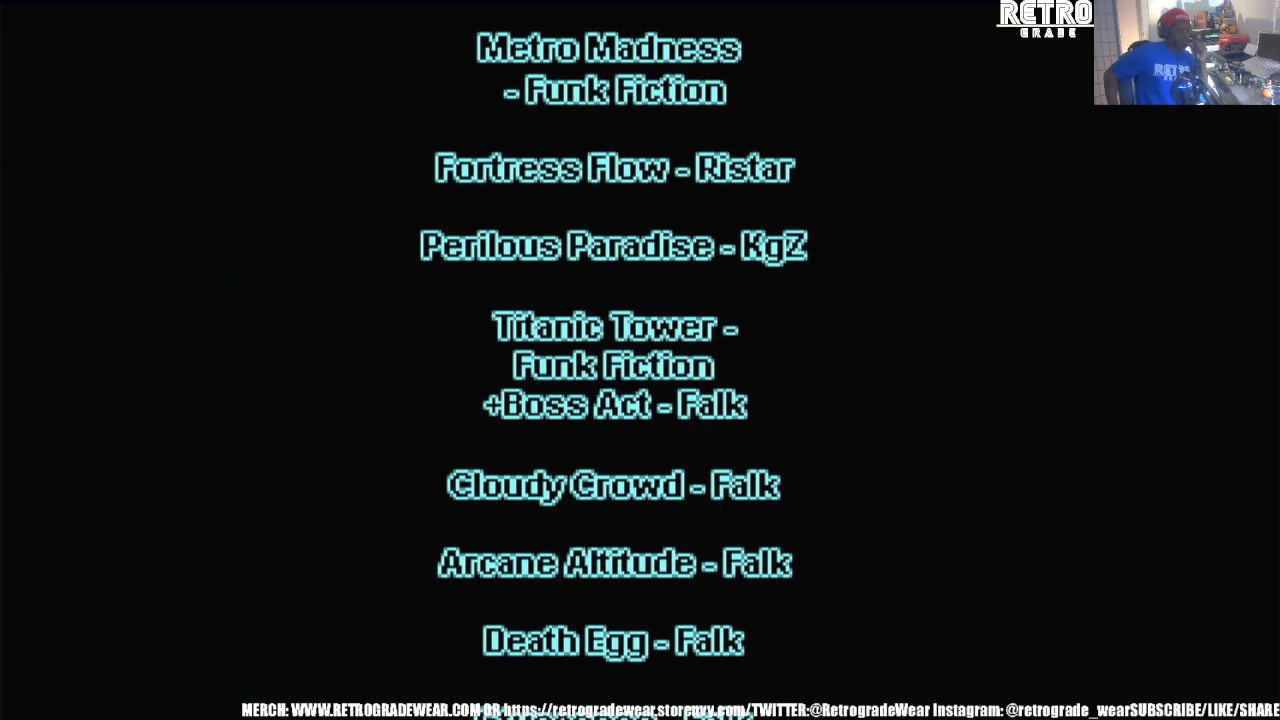 RETRO
GRADE
Metro Madness
- Funk Fiction
Fortress Flow - Ristar
Perilous Paradise - KgZ
Titanic Tower -
Funk Fiction
+Boss Act - Falk
Cloudy Crowd - Falk
Arcane Altitude - Falk
Death Egg - Falk
MERCH: WWW.RETROGRADEWEAR.COM OR https://retrogradewear.storenvy.com/TWITTER:@RetrogradeWear Instagram: @retrograde_wearSUBSCRIBE/LIKE/SHARE